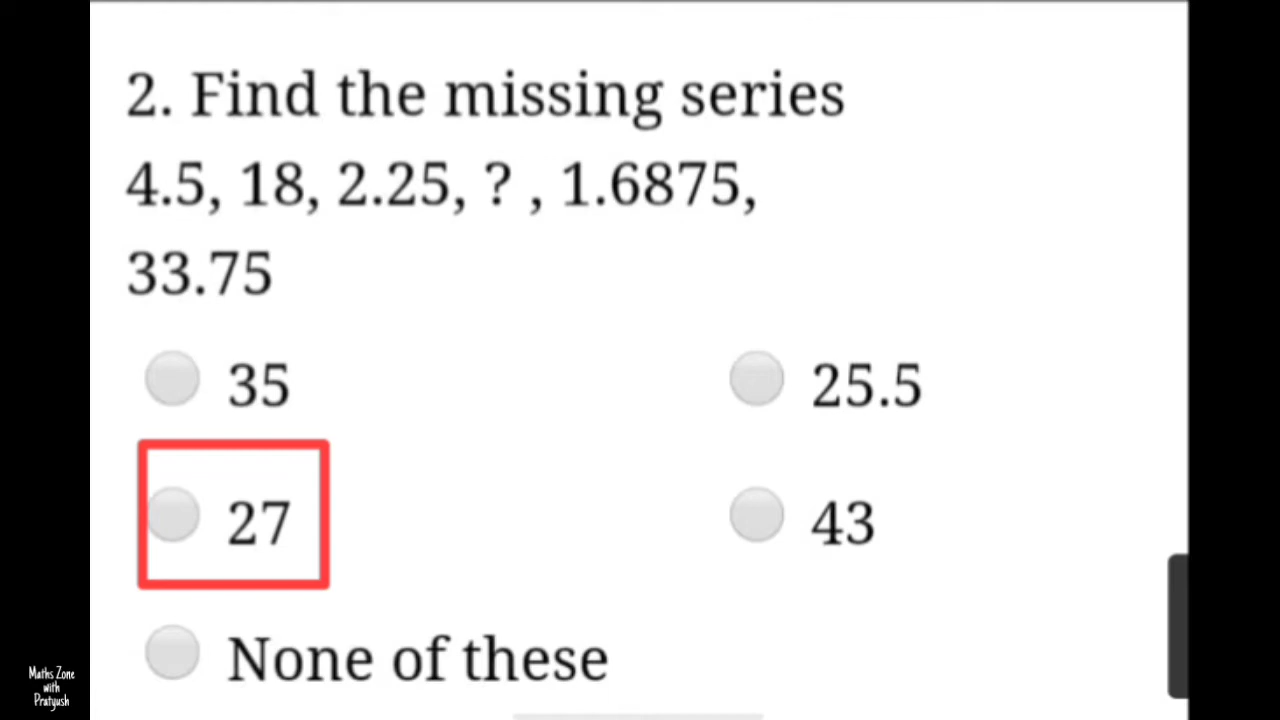 2. Find the missing series
4.5, 18, 2.25, ? , 1.6875,
33.75
35
25.5
27
43
None of these
Maths Zone
with
Pratyush